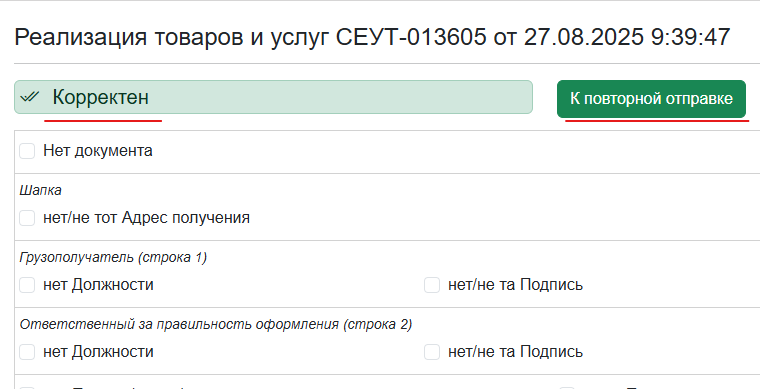 Реализация товаров и услуг СЕУТ-013605 от 27.08.2025 9:39:47
Корректен
К повторной отправке
Нет документа
Шапка
нет/не тот Адрес получения
Грузополучатель (строка 1)
нет Должности
нет/не та Подпись
Ответственный за правильность оформления (строка 2)
нет Должности
нет/не та Подпись